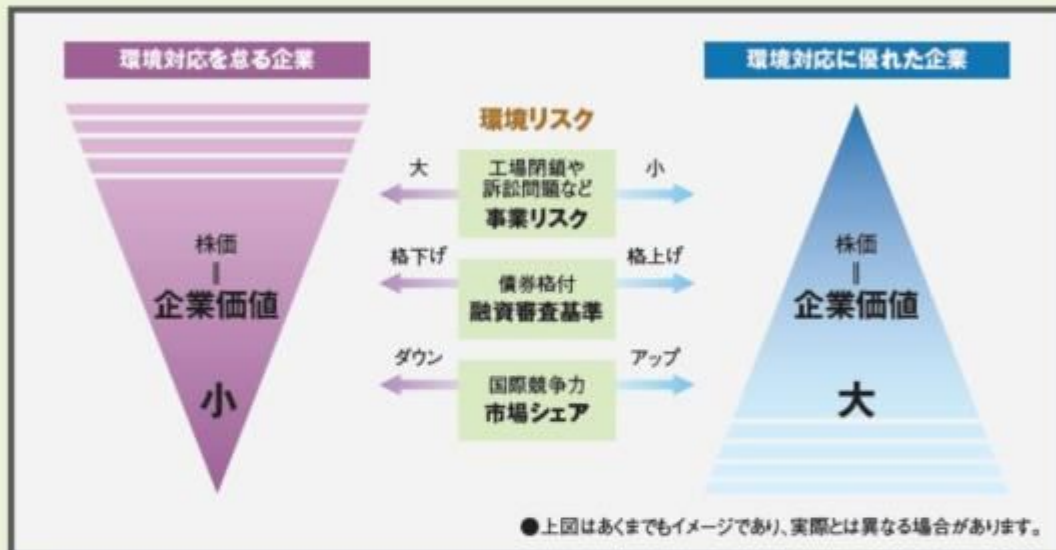 環境対応を怠る企業
環境対応に優れた企業
環境リスク
大
工場閉鎖や
訴訟問題など
事業リスク
小
格下げ
債券格付
融資審査基準
格上げ
ダウン
国際競争力
市場シェア
アップ
株価
||
企業価値
小
株価
||
企業価値
大
●上図はあくまでもイメージであり、実際とは異なる場合があります。